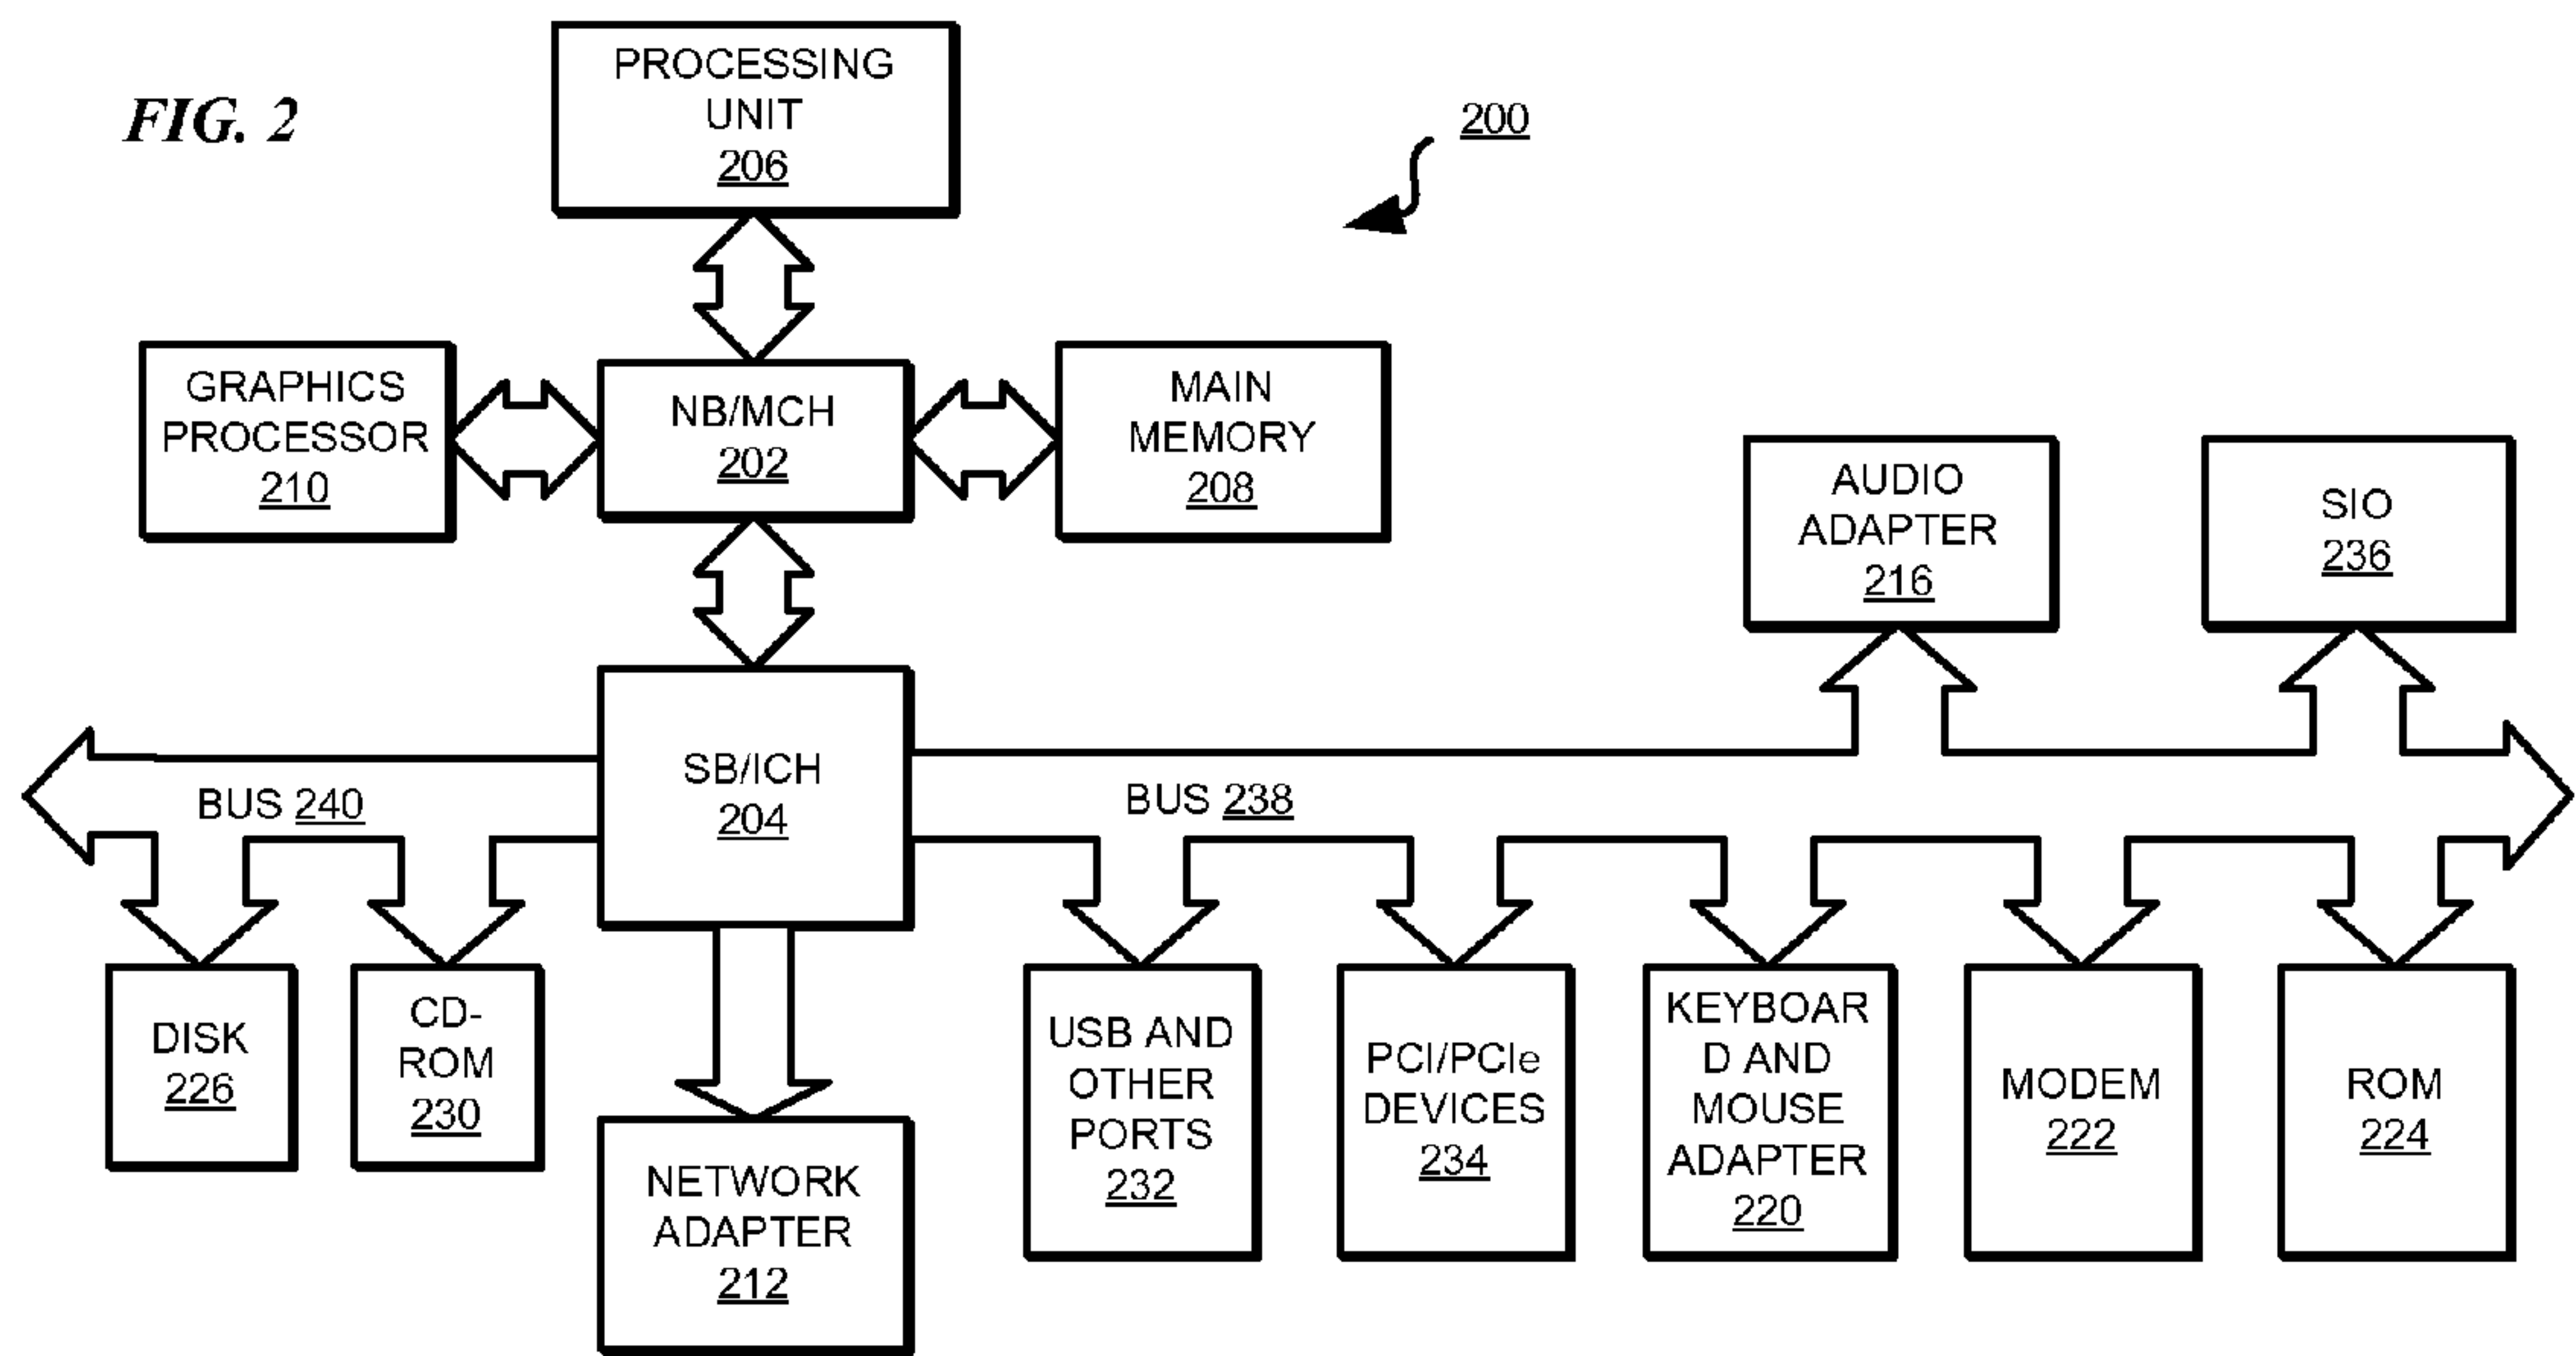 FIG. 2
PROCESSING
UNIT
206
200
GRAPHICS
PROCESSOR
210
NB/MCH
202
MAIN
MEMORY
208
AUDIO
ADAPTER
216
SIO
236
SB/ICH
204
BUS 240
BUS 238
DISK
226
CD-
ROM
230
NETWORK
ADAPTER
212
USB AND
OTHER
PORTS
232
PCI/PCIe
DEVICES
234
KEYBOAR
D AND
MOUSE
ADAPTER
220
MODEM
222
ROM
224